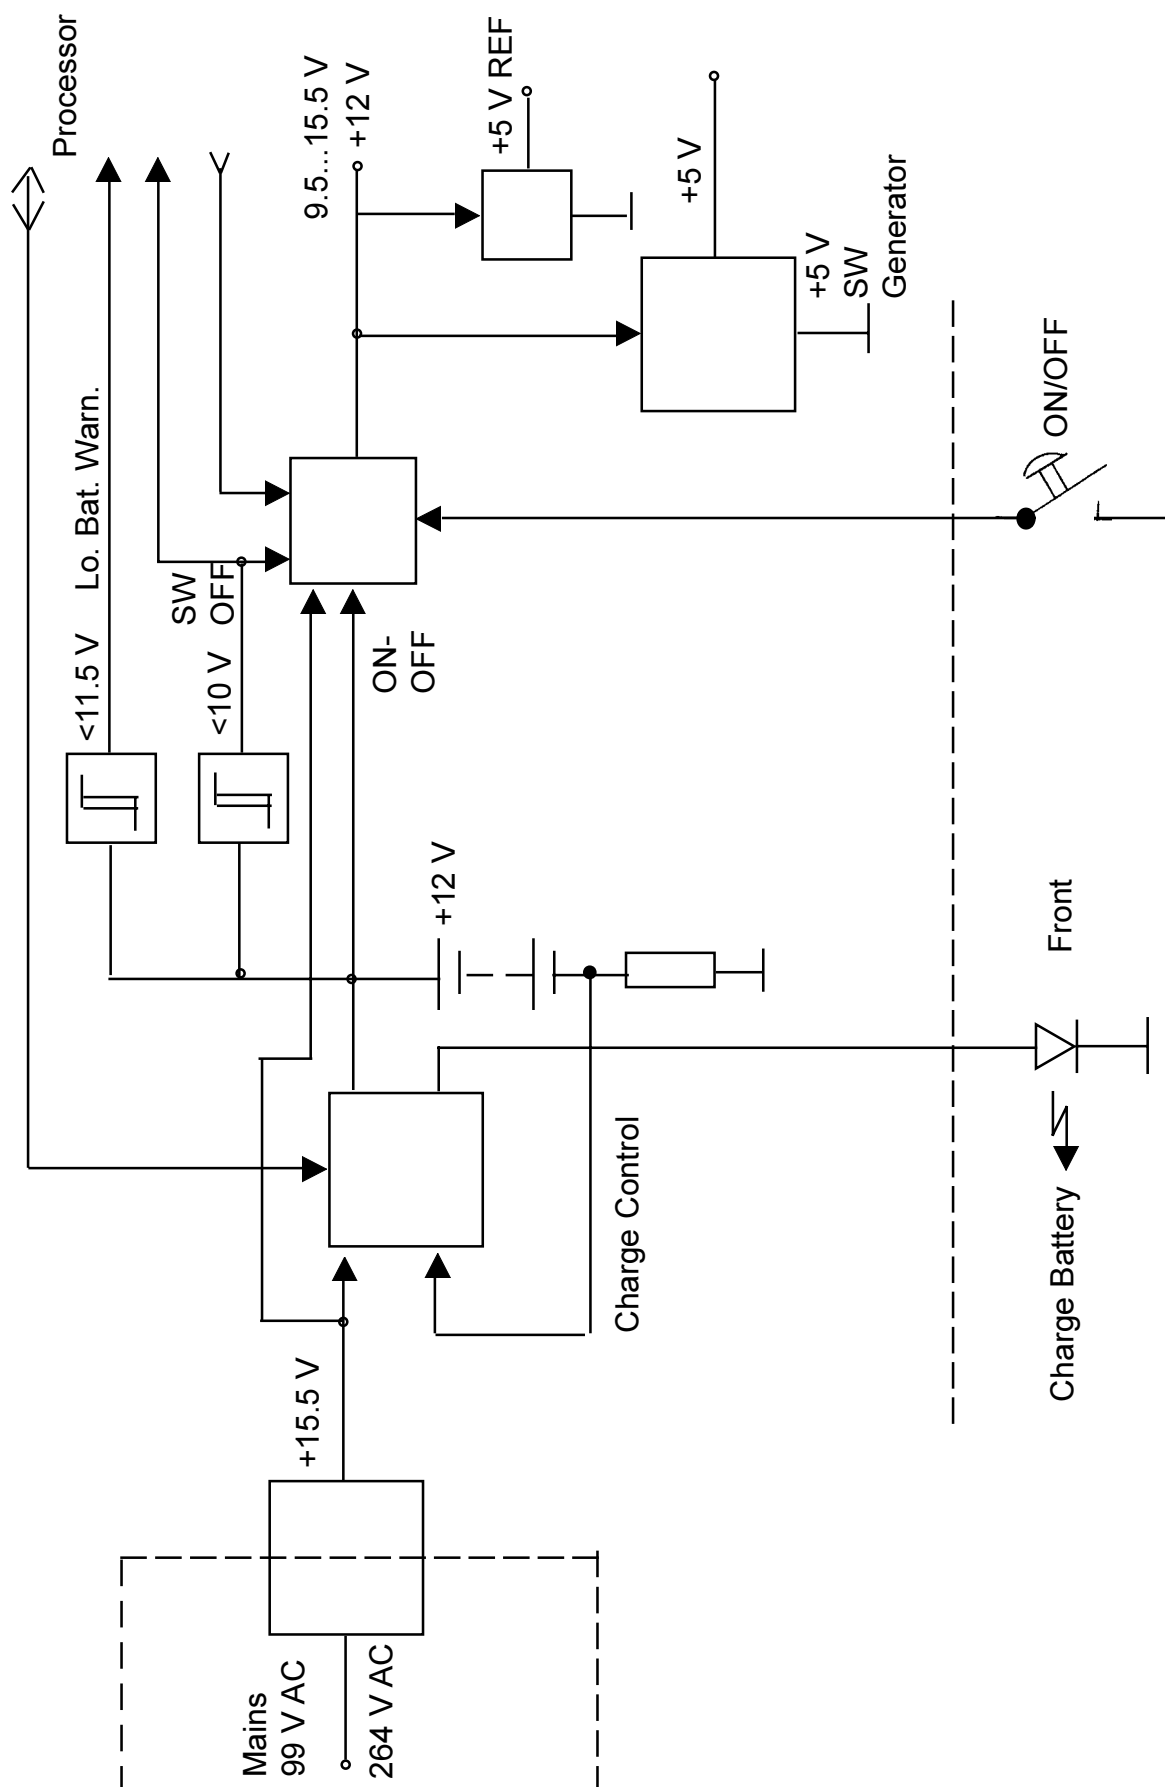 Processor
9.5...15.5 V
+12 V
+5 V REF
+5 V
+5 V
SW
Generator
<11.5 V Lo. Bat. Warn.
SW
OFF
<10 V
ON-
OFF
ON/OFF
+12 V
Front
Charge Control
Charge Battery
+15.5 V
Mains
99 V AC
264 V AC